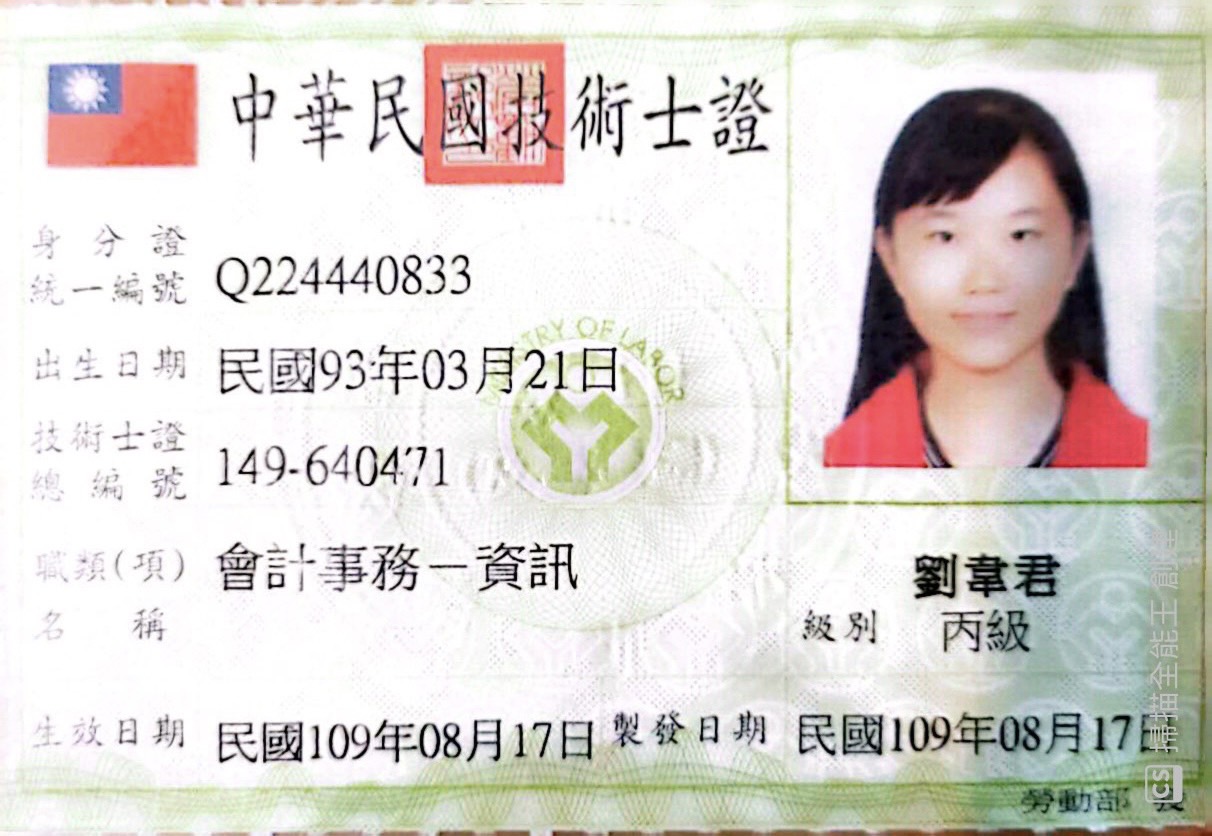 中華民國技術士證
身分證
統一編號 Q224440833
出生日期 民國93年03月21日
MINISTRY OF LABOR
技術士證
總編號 149-640471
職類(項)
名稱 會計事務－資訊
劉韋君
級別 丙級
生效日期 民國109年08月17日 製發日期 民國109年08月17日
勞動部
CS 掃描全能王 創建